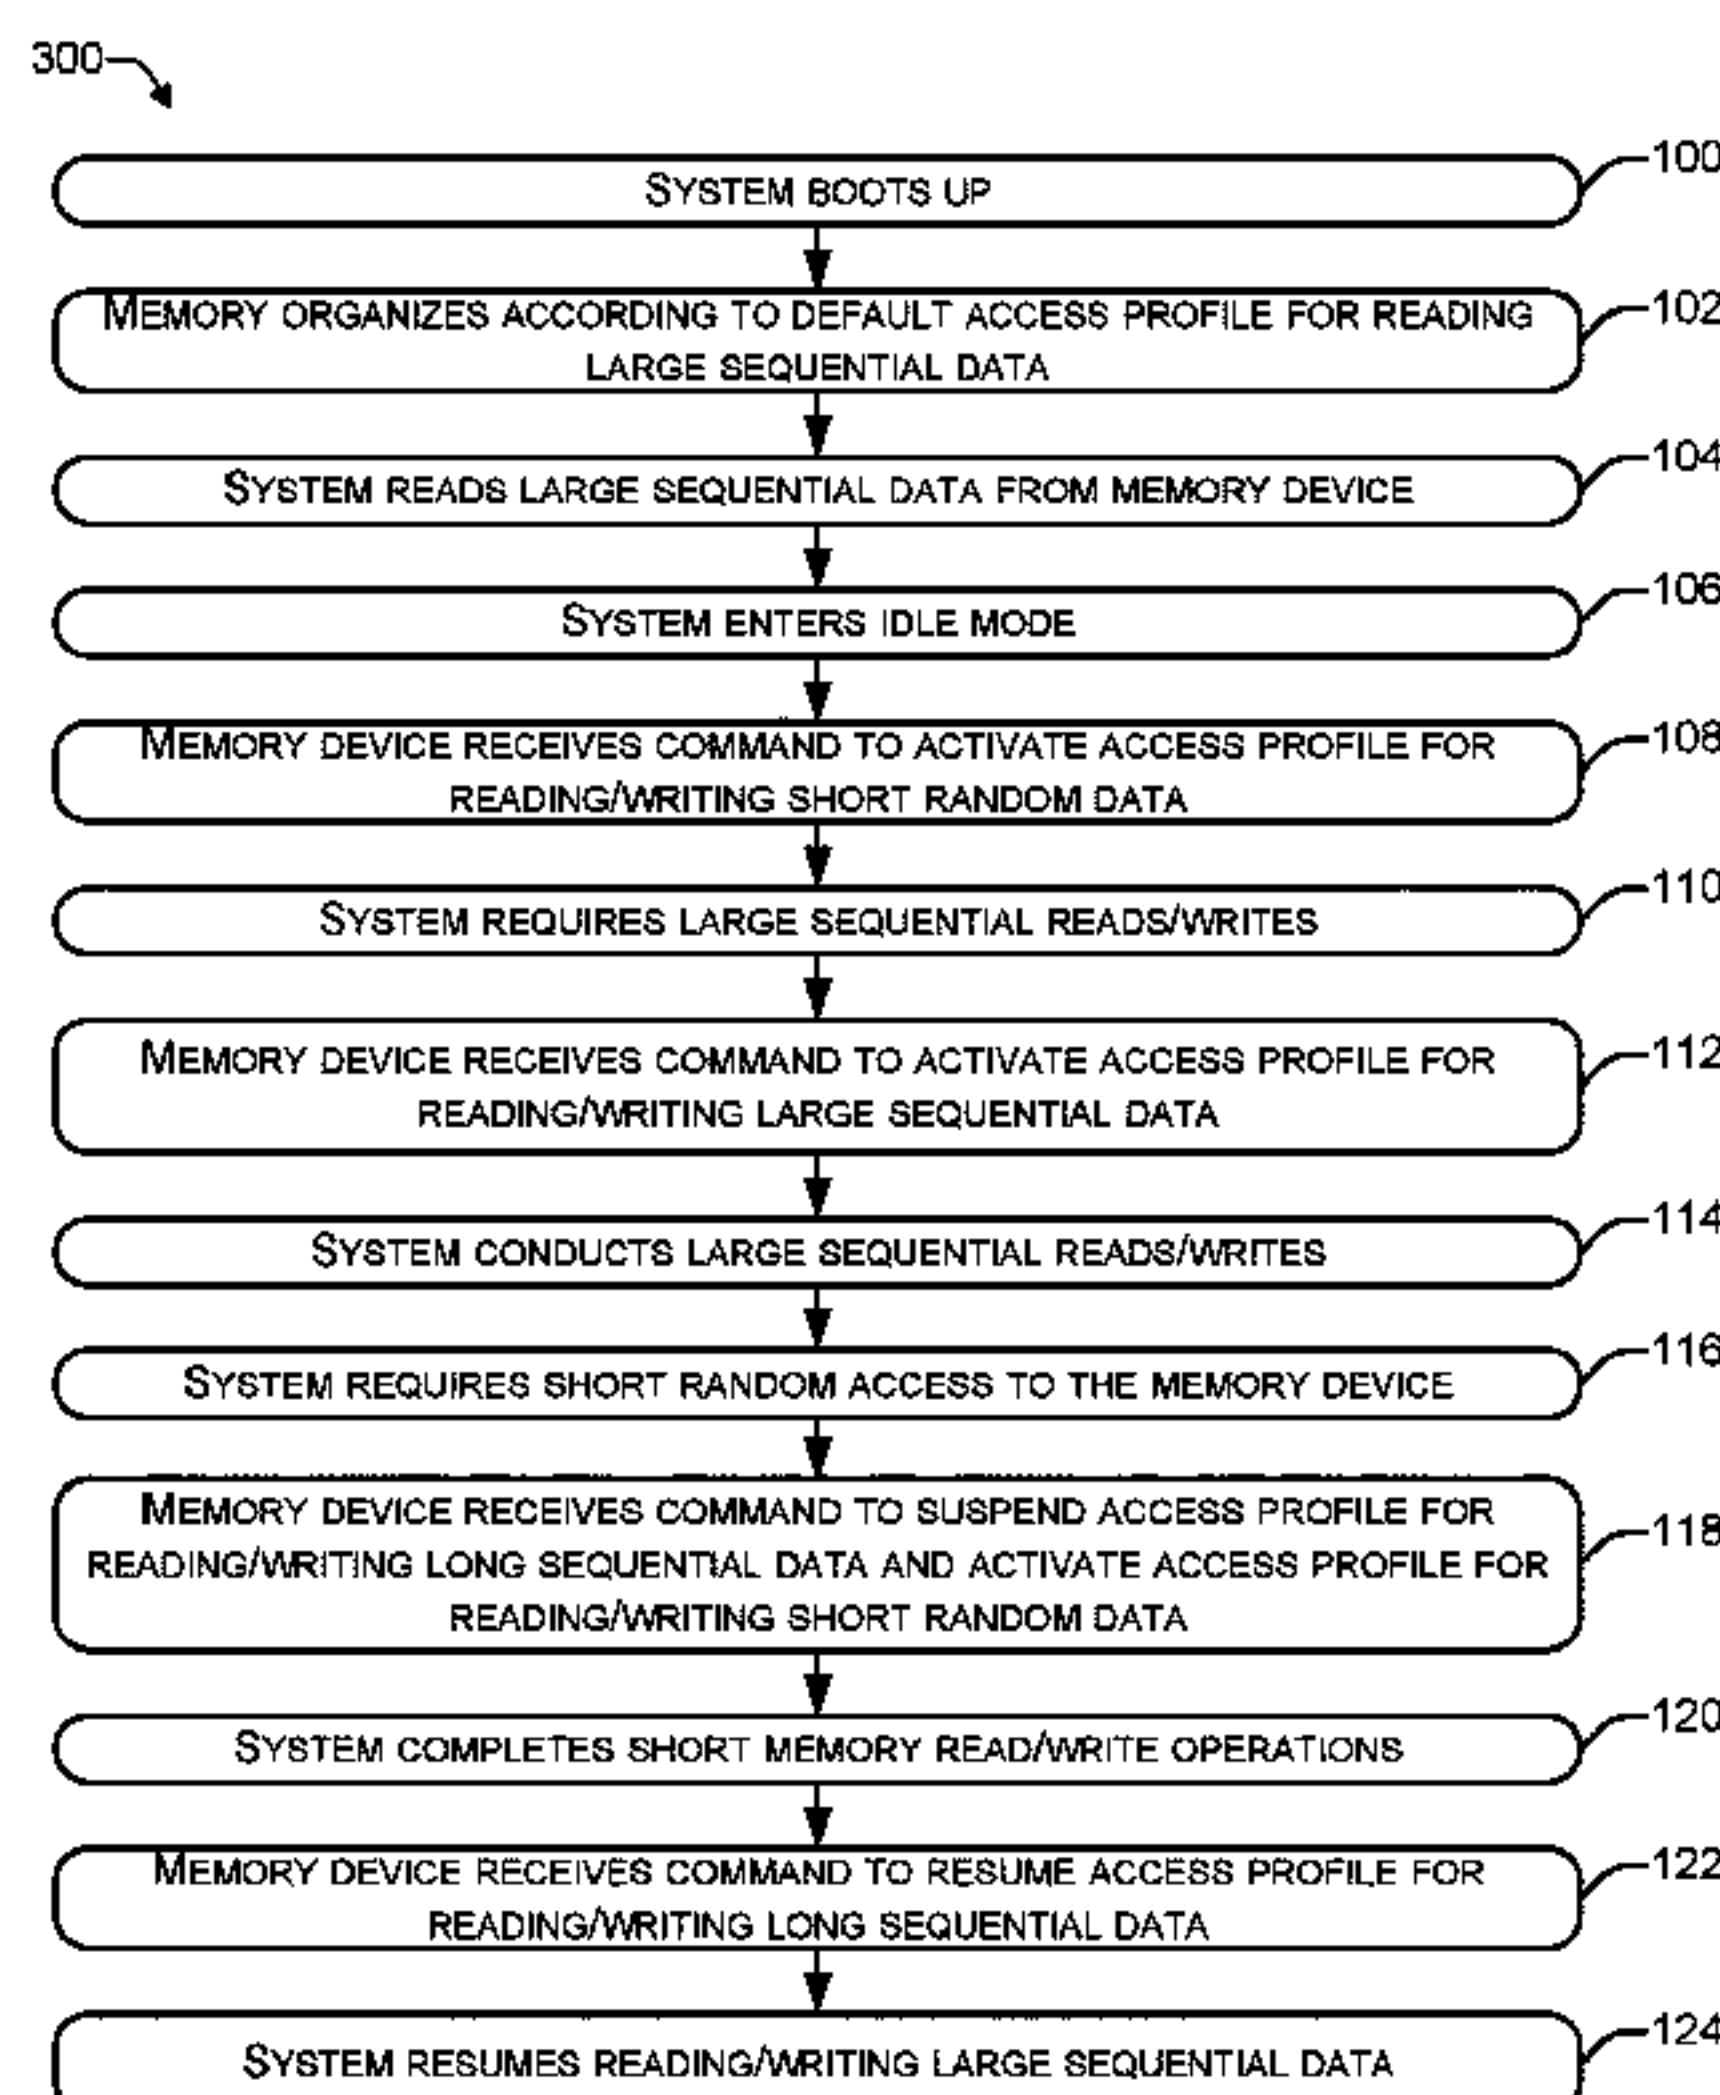 300
100
SYSTEM BOOTS UP
102
MEMORY ORGANIZES ACCORDING TO DEFAULT ACCESS PROFILE FOR READING
LARGE SEQUENTIAL DATA
104
SYSTEM READS LARGE SEQUENTIAL DATA FROM MEMORY DEVICE
106
SYSTEM ENTERS IDLE MODE
108
MEMORY DEVICE RECEIVES COMMAND TO ACTIVATE ACCESS PROFILE FOR
READING/WRITING SHORT RANDOM DATA
110
SYSTEM REQUIRES LARGE SEQUENTIAL READS/WRITES
112
MEMORY DEVICE RECEIVES COMMAND TO ACTIVATE ACCESS PROFILE FOR
READING/WRITING LARGE SEQUENTIAL DATA
114
SYSTEM CONDUCTS LARGE SEQUENTIAL READS/WRITES
116
SYSTEM REQUIRES SHORT RANDOM ACCESS TO THE MEMORY DEVICE
118
MEMORY DEVICE RECEIVES COMMAND TO SUSPEND ACCESS PROFILE FOR
READING/WRITING LONG SEQUENTIAL DATA AND ACTIVATE ACCESS PROFILE FOR
READING/WRITING SHORT RANDOM DATA
120
SYSTEM COMPLETES SHORT MEMORY READ/WRITE OPERATIONS
122
MEMORY DEVICE RECEIVES COMMAND TO RESUME ACCESS PROFILE FOR
READING/WRITING LONG SEQUENTIAL DATA
124
SYSTEM RESUMES READING/WRITING LARGE SEQUENTIAL DATA